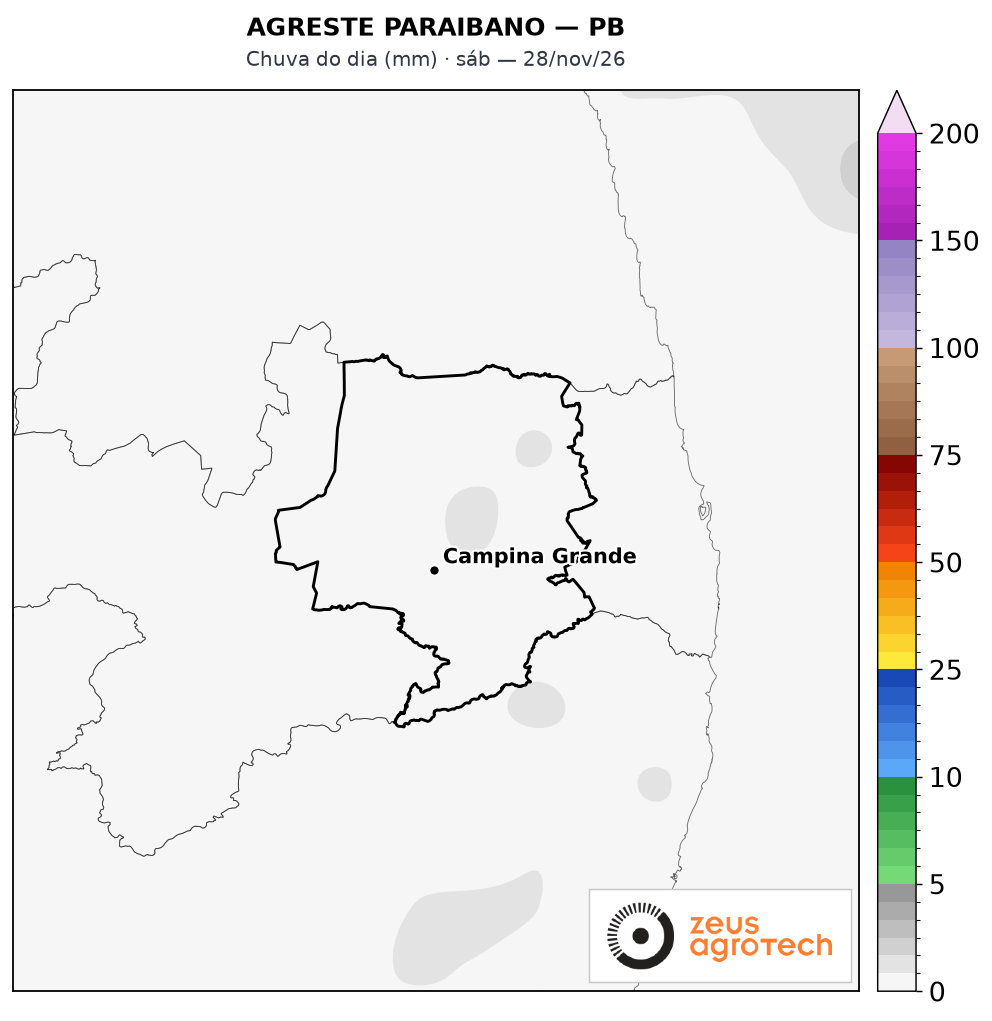 AGRESTE PARAIBANO — PB
Chuva do dia (mm) · sáb — 28/nov/26
200
150
100
75
50
25
10
5
0
Campina Grande
zeus
agrotech